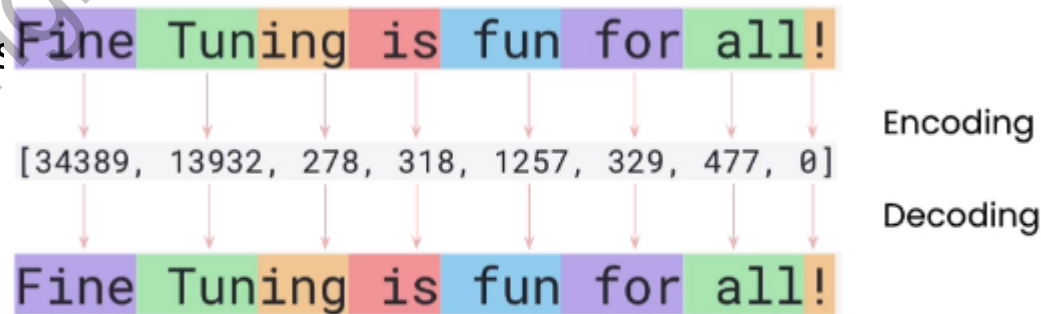 Fine Tuning is fun for all!
Encoding
[34389, 13932, 278, 318, 1257, 329, 477, 0]
Decoding
Fine Tuning is fun for all!